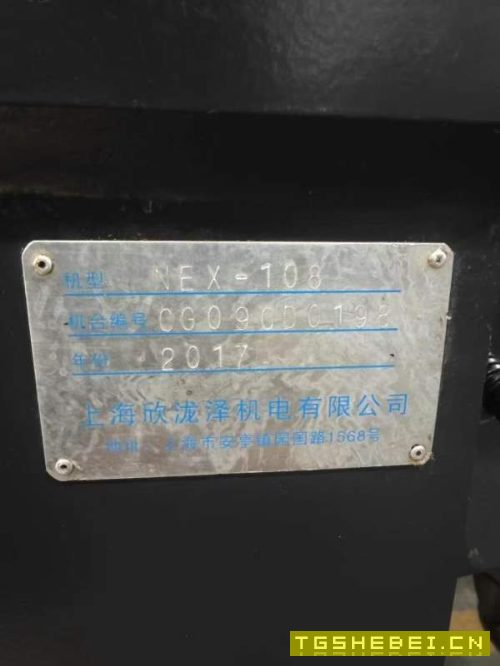 机型 NEX-108
机台编号 CG090DC198
年份 2017
上海欣泷泽机电有限公司
地址: 上海市安亭镇园国路1568号
TGSHEBEI.CN